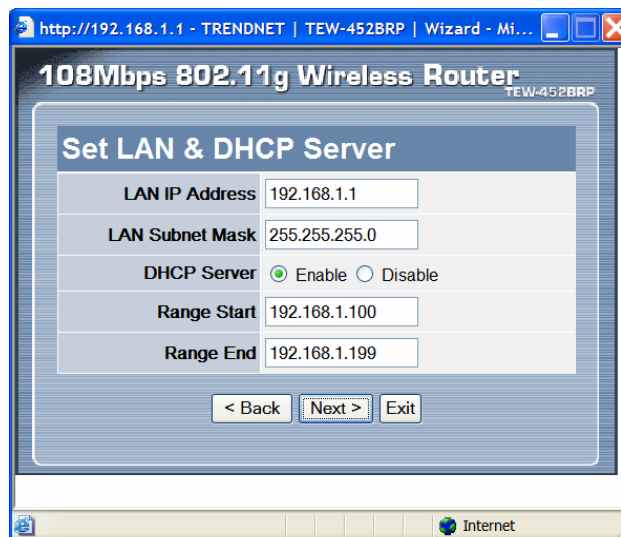 http://192.168.1.1 - TRENDNET | TEW-452BRP | Wizard - Mi...
108Mbps 802.11g Wireless Router
TEW-452BRP
Set LAN & DHCP Server
LAN IP Address 192.168.1.1
LAN Subnet Mask 255.255.255.0
DHCP Server Enable Disable
Range Start 192.168.1.100
Range End 192.168.1.199
< Back Next > Exit
Internet